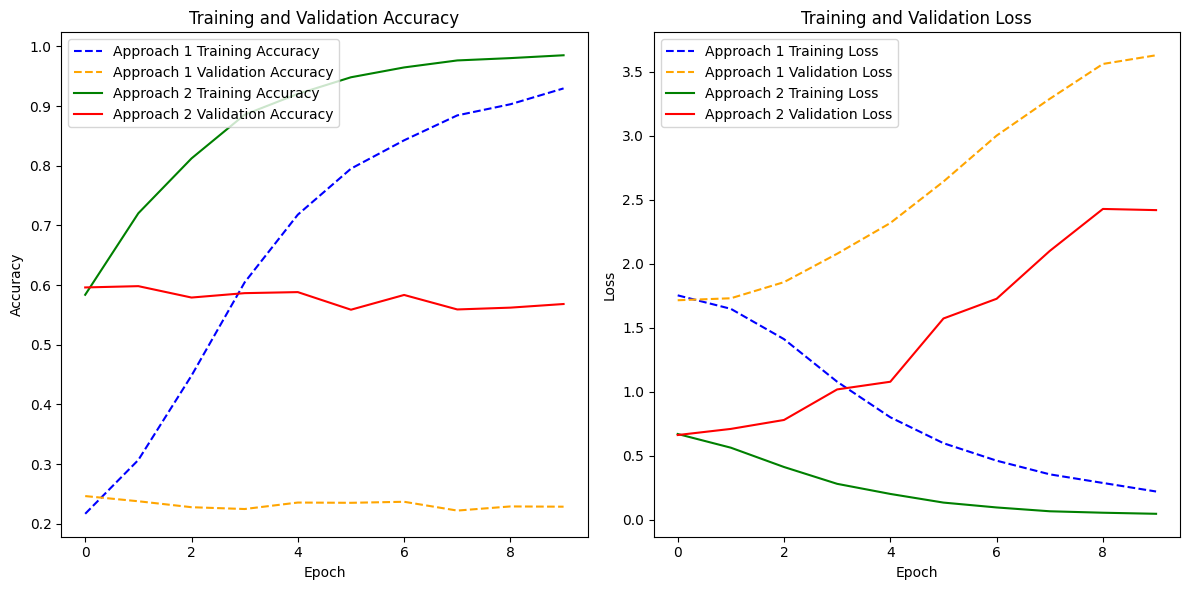 Training and Validation Accuracy
Approach 1 Training Accuracy
Approach 1 Validation Accuracy
Approach 2 Training Accuracy
Approach 2 Validation Accuracy
1.0
0.9
0.8
0.7
0.6
0.5
0.4
0.3
0.2
Accuracy
0 2 4 6 8
Epoch
Training and Validation Loss
Approach 1 Training Loss
Approach 1 Validation Loss
Approach 2 Training Loss
Approach 2 Validation Loss
3.5
3.0
2.5
2.0
1.5
1.0
0.5
0.0
Loss
0 2 4 6 8
Epoch